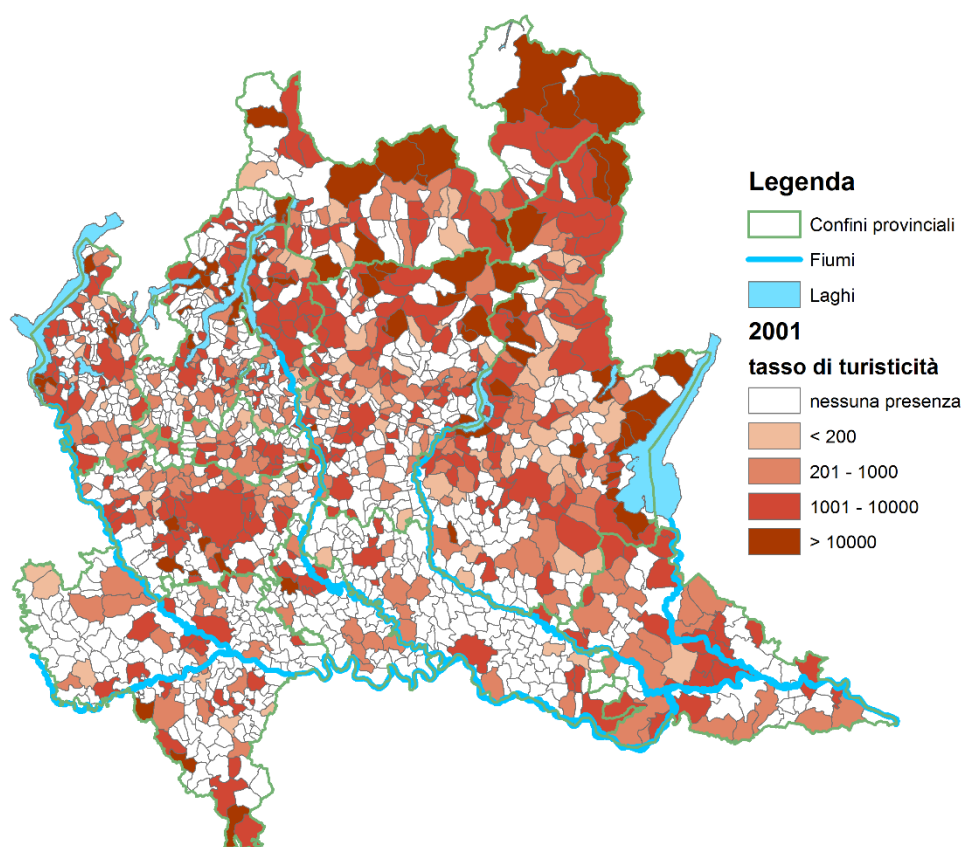 Legenda
Confini provinciali
Fiumi
Laghi
2001
tasso di turisticità
nessuna presenza
< 200
201 - 1000
1001 - 10000
> 10000